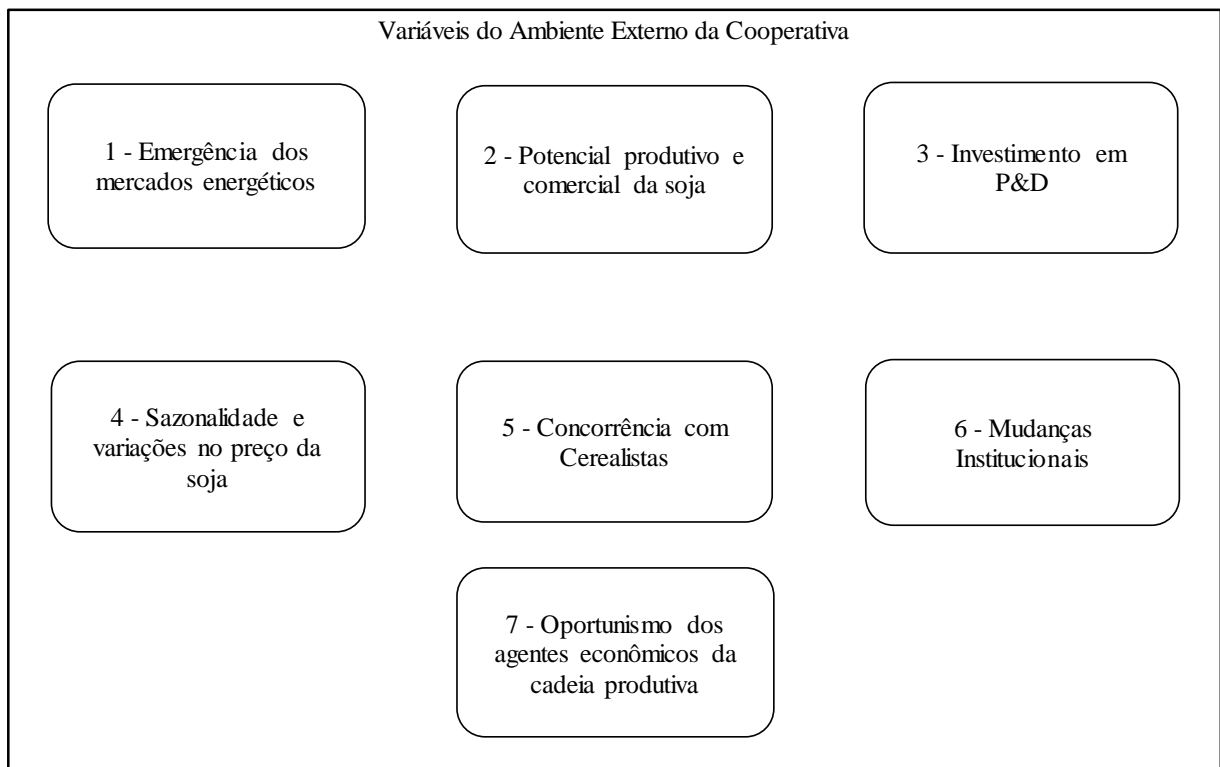 Variáveis do Ambiente Externo da Cooperativa
1 - Emergência dos
mercados energéticos
2 - Potencial produtivo e
comercial da soja
3 - Investimento em
P&D
4 - Sazonalidade e
variações no preço da
soja
5 - Concorrência com
Cerealistas
6 - Mudanças
Institucionais
7 - Oportunismo dos
agentes econômicos da
cadeia produtiva